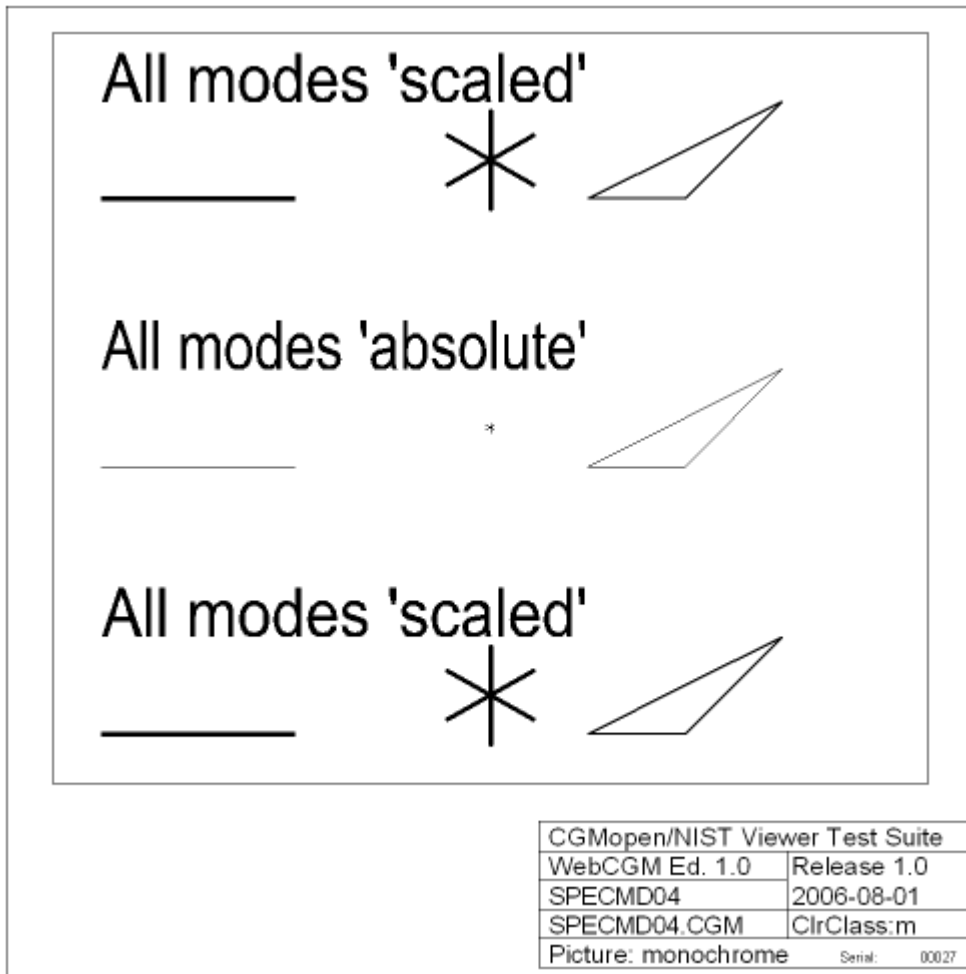 All modes 'scaled'
All modes 'absolute'
All modes 'scaled'
CGMopen/NIST Viewer Test Suite
WebCGM Ed. 1.0 Release 1.0
SPECMD04 2006-08-01
SPECMD04.CGM ClrClass:m
Picture: monochrome Serial: 00027